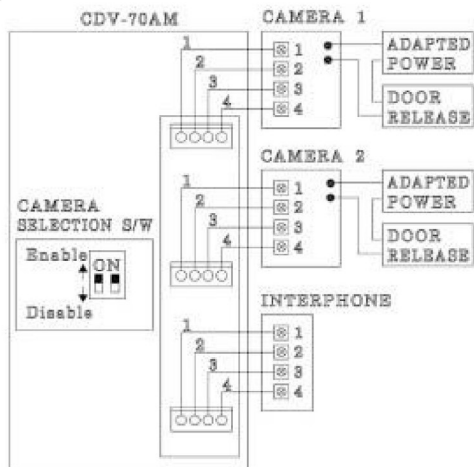 CDV-70AM
CAMERA 1
1
2
3
4
1
2
3
4
ADAPTED
POWER
DOOR
RELEASE
CAMERA 2
1
2
3
4
1
2
3
4
ADAPTED
POWER
DOOR
RELEASE
CAMERA
SELECTION S/W
Enable
ON
Disable
INTERPHONE
1
2
3
4
1
2
3
4